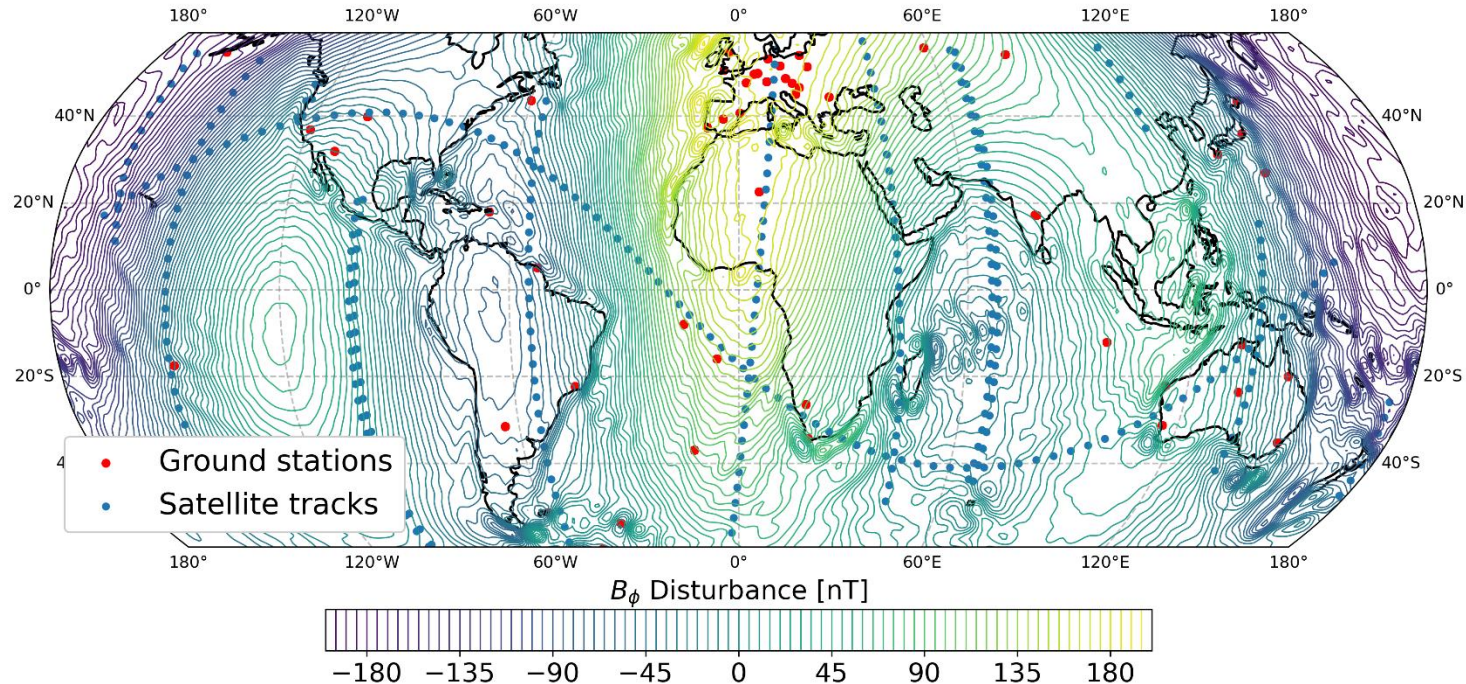 180° 120°W 60°W 0° 60°E 120°E 180°
40°N 40°N
20°N 20°N
0° 0°
20°S 20°S
4 40°S
Ground stations
Satellite tracks
180° 120°W 60°W 0° 60°E 120°E 180°
B_ϕ Disturbance [nT]
−180 −135 −90 −45 0 45 90 135 180